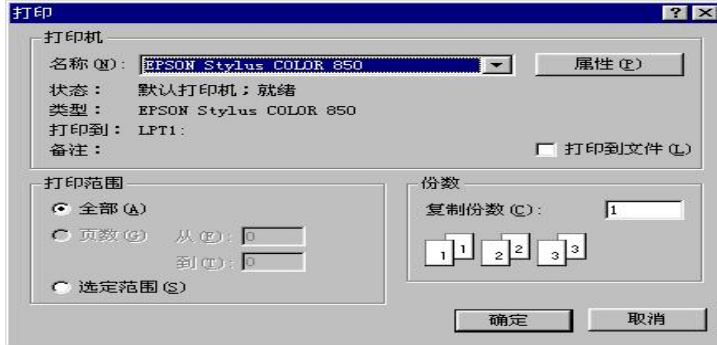 打印
打印机
名称(N): EPSON Stylus COLOR 850 属性(P)
状态: 默认打印机；就绪
类型: EPSON Stylus COLOR 850
打印到: LPT1:
备注: 打印到文件(L)
打印范围
全部(A)
页数(G) 从(F): 0
到(T): 0
选定范围(S)
份数
复制份数(C): 1
1 1 2 2 3 3
确定 取消